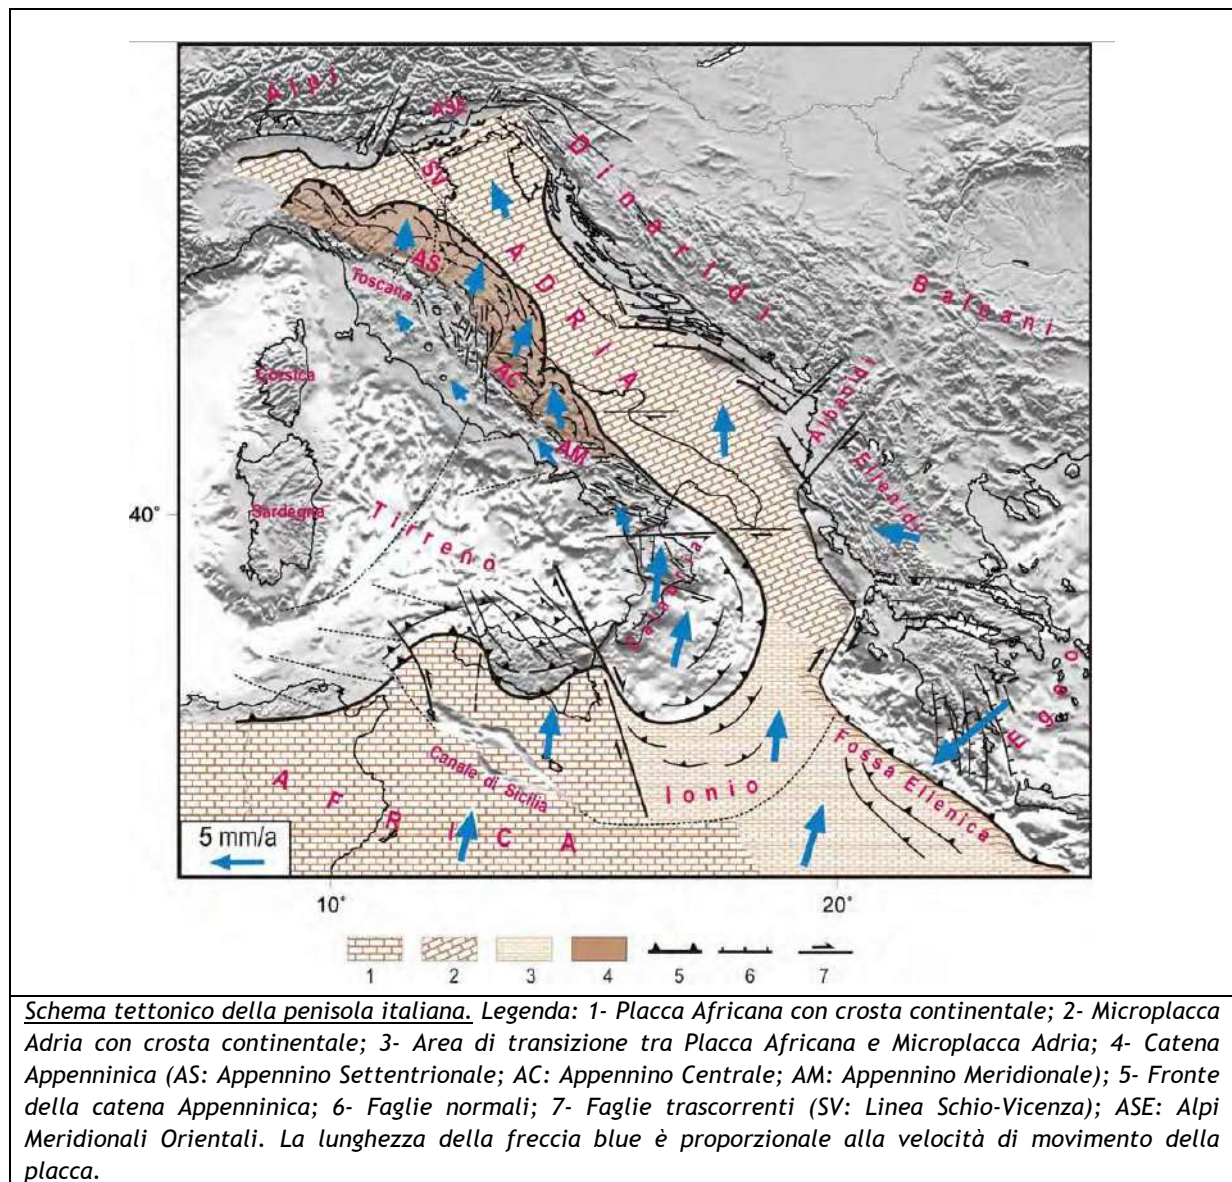 Alpi
ASE
SV
Dinaridi
ADRIA
Balcani
AS
Toscana
AC
Corsica
Albanidi
AM
Ellenidi
40°
Sardegna
Tirreno
Calabria
Egeo
Fossa Ellenica
Canale di Sicilia
Ionio
AFRICA
5 mm/a
10°
20°
1
2
3
4
5
6
7
Schema tettonico della penisola italiana. Legenda: 1- Placca Africana con crosta continentale; 2- Microplacca
Adria con crosta continentale; 3- Area di transizione tra Placca Africana e Microplacca Adria; 4- Catena
Appenninica (AS: Appennino Settentrionale; AC: Appennino Centrale; AM: Appennino Meridionale); 5- Fronte
della catena Appenninica; 6- Faglie normali; 7- Faglie trascorrenti (SV: Linea Schio-Vicenza); ASE: Alpi
Meridionali Orientali. La lunghezza della freccia blue è proporzionale alla velocità di movimento della
placca.